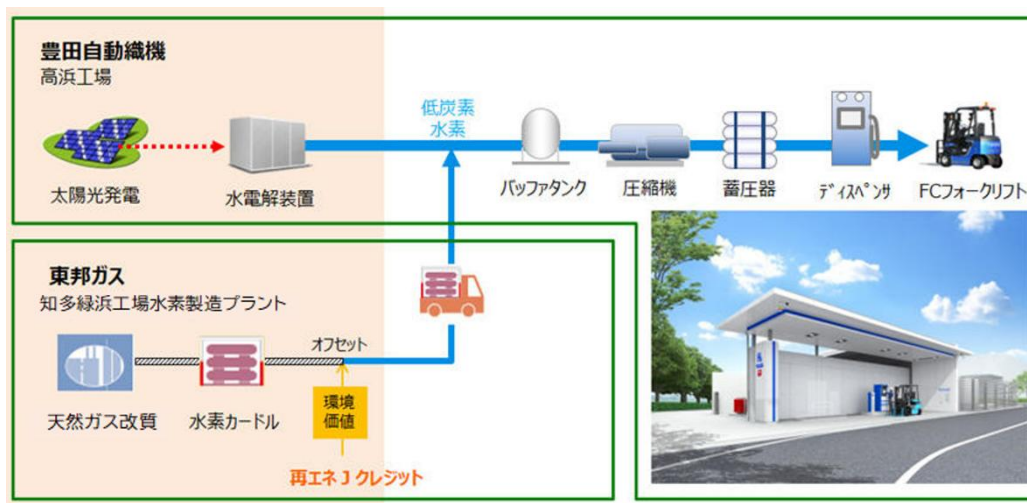 豊田自動織機
高浜工場
低炭素
水素
太陽光発電
水電解装置
バッファタンク
圧縮機
蓄圧器
ディスペンサ
FCフォークリフト
東邦ガス
知多緑浜工場水素製造プラント
オフセット
天然ガス改質
水素カードル
環境
価値
再エネJクレジット